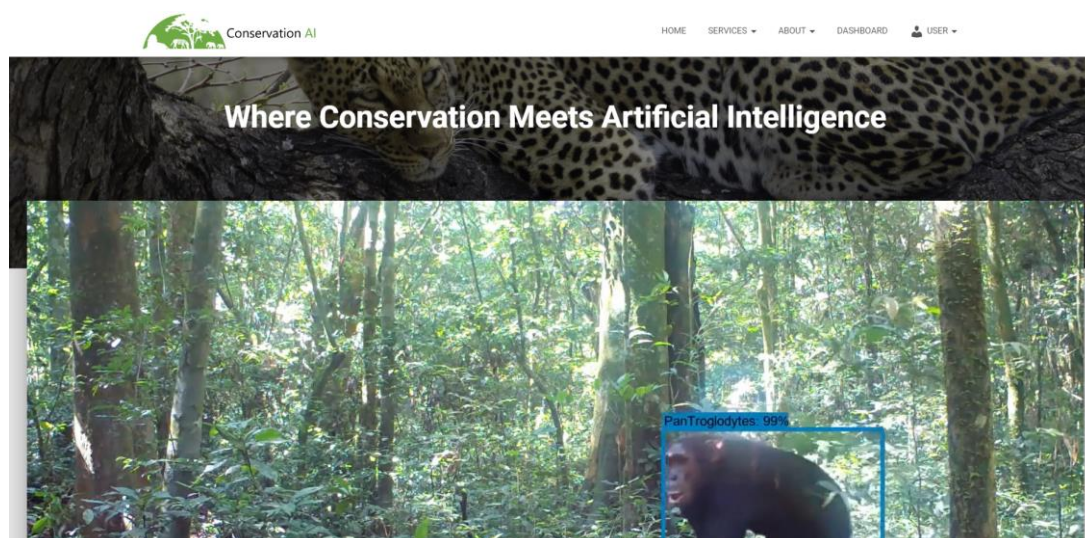 Conservation AI
HOME SERVICES ABOUT DASHBOARD USER
Where Conservation Meets Artificial Intelligence
PanTroglodytes: 99%